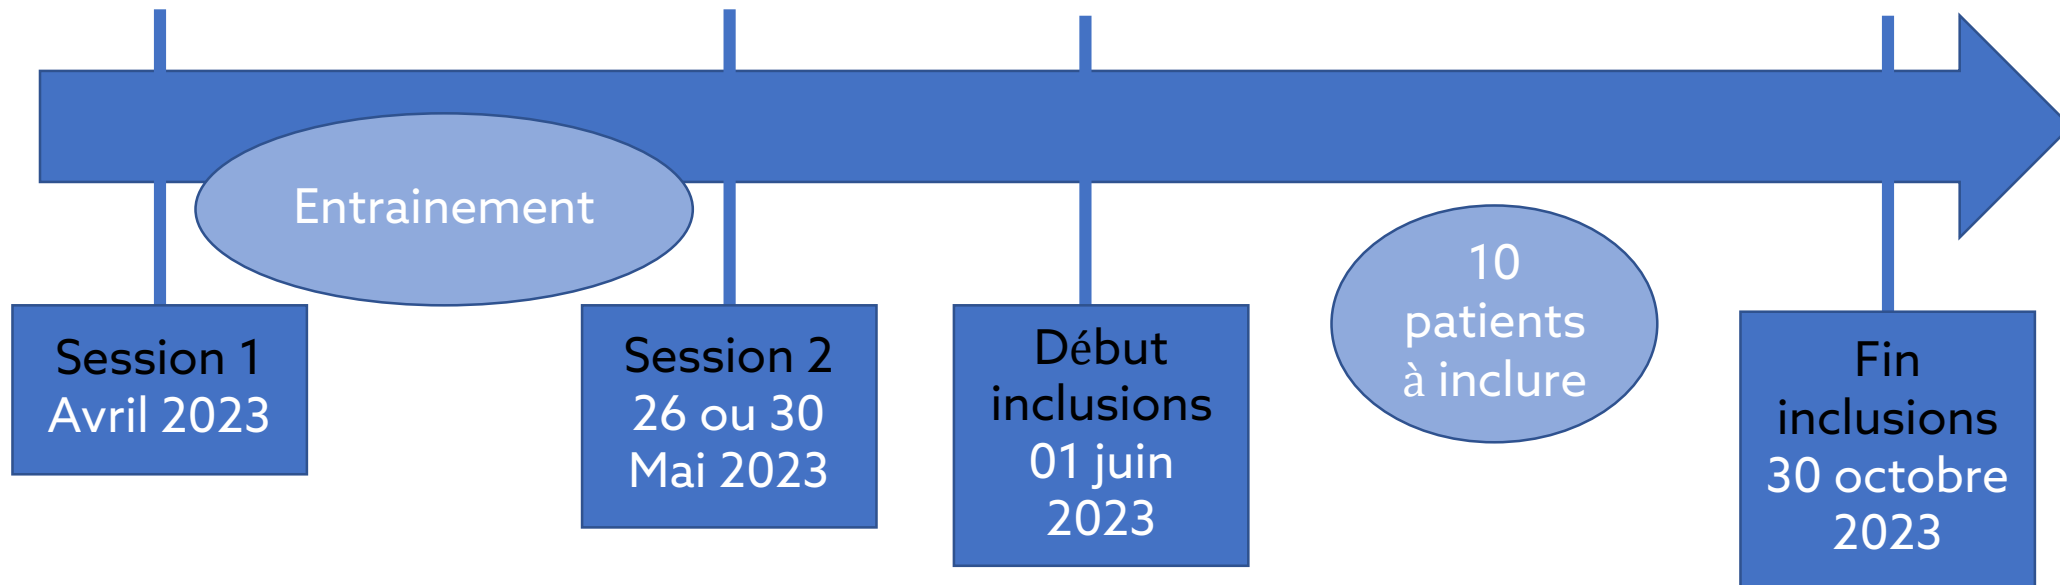 Entrainement
Session 1
Avril 2023
Session 2
26 ou 30
Mai 2023
Début
inclusions
01 juin
2023
10
patients
à inclure
Fin
inclusions
30 octobre
2023